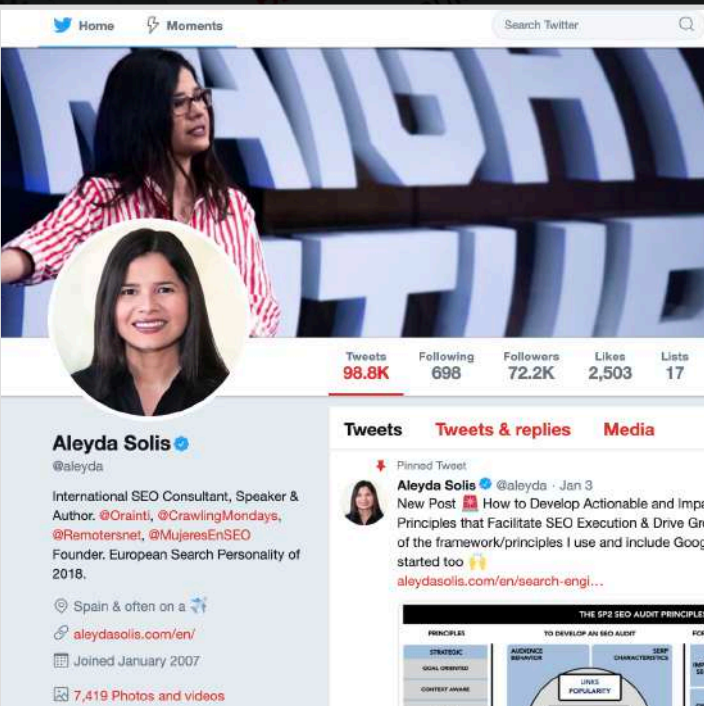 Home
Moments
Search Twitter
Tweets
98.8K
Following
698
Followers
72.2K
Likes
2,503
Lists
17
Aleyda Solis
@aleyda
International SEO Consultant, Speaker &
Author. @Orainti, @CrawlingMondays,
@Remotersnet, @MujeresEnSEO
Founder. European Search Personality of
2018.
Spain & often on a
aleydasolis.com/en/
Joined January 2007
7,419 Photos and videos
Tweets
Tweets & replies
Media
Pinned Tweet
Aleyda Solis @aleyda · Jan 3
New Post How to Develop Actionable and Impa
Principles that Facilitate SEO Execution & Drive Gr
of the framework/principles I use and include Goog
started too
aleydasolis.com/en/search-engi...
THE SP2 SEO AUDIT PRINCIPLES
PRINCIPLES
TO DEVELOP AN SEO AUDIT
FOR
STRATEGIC
GOAL ORIENTED
CONTEXT AWARE
AUDIENCE
BEHAVIOR
SERP
CHARACTERISTICS
LINKS
POPULARITY